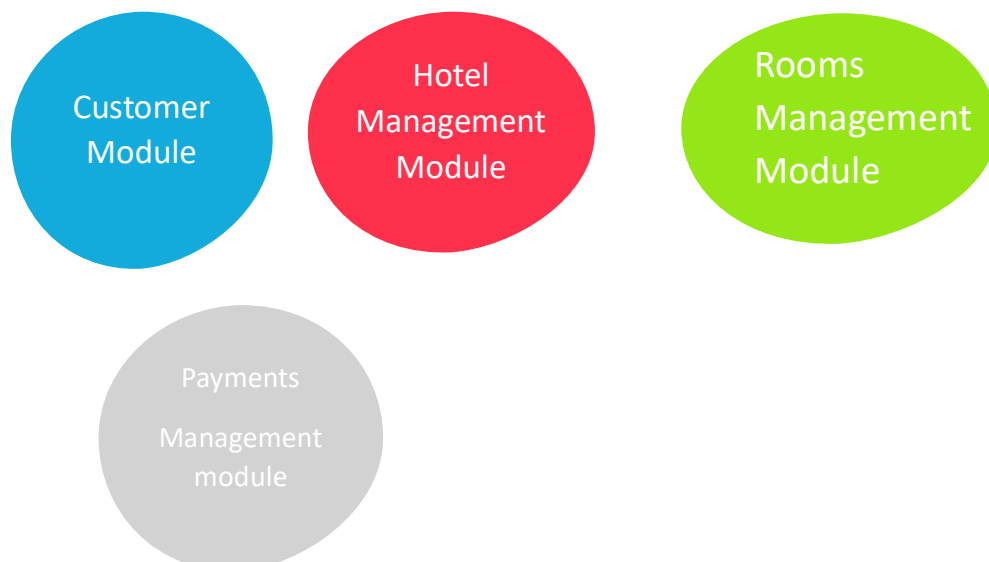 Customer
Module
Hotel
Management
Module
Rooms
Management
Module
Payments
Management
module